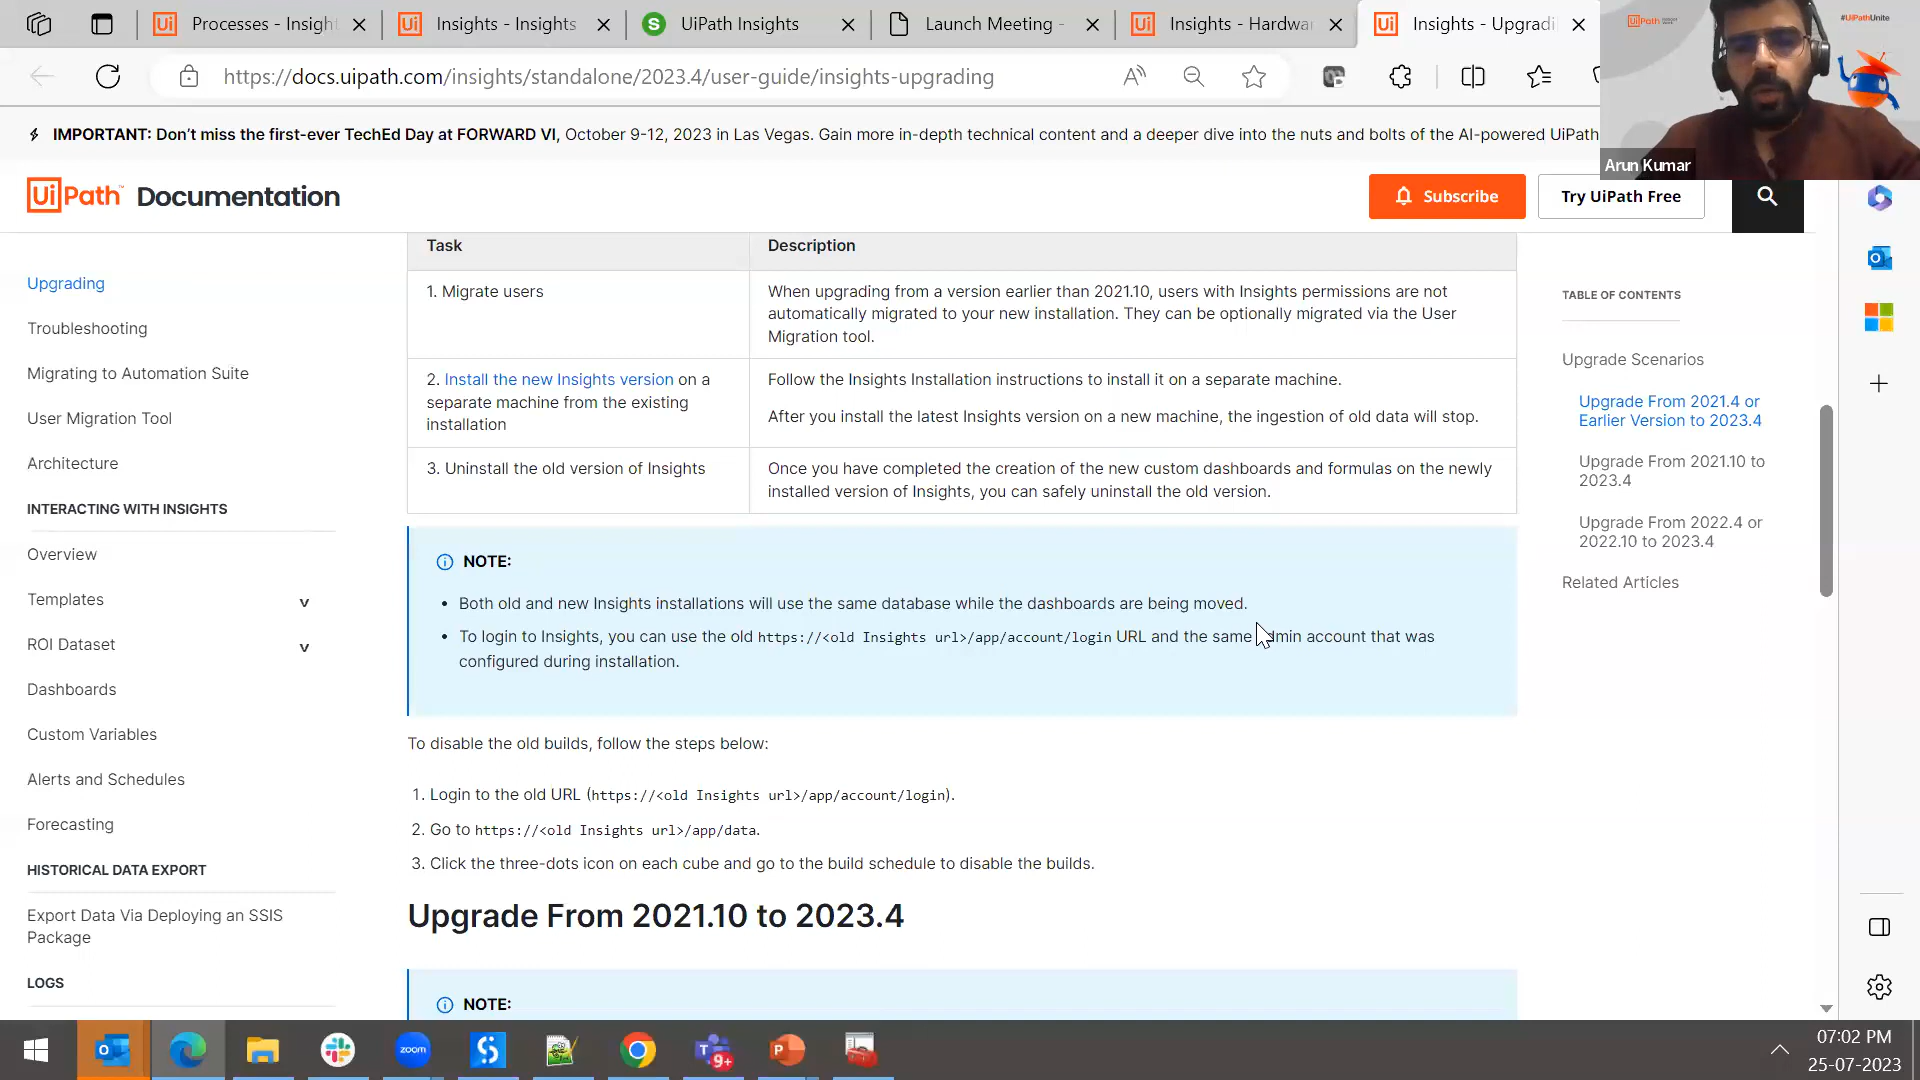 Processes - Insight
Insights - Insights
UiPath Insights
Launch Meeting -
Insights - Hardwa
Insights - Upgradi
https://docs.uipath.com/insights/standalone/2023.4/user-guide/insights-upgrading
IMPORTANT: Don't miss the first-ever TechEd Day at FORWARD VI, October 9-12, 2023 in Las Vegas. Gain more in-depth technical content and a deeper dive into the nuts and bolts of the AI-powered UiPath
#UiPathUnite
Arun Kumar
UiPath Documentation
Subscribe
Try UiPath Free
Upgrading
Troubleshooting
Migrating to Automation Suite
User Migration Tool
Architecture
INTERACTING WITH INSIGHTS
Overview
Templates
ROI Dataset
Dashboards
Custom Variables
Alerts and Schedules
Forecasting
HISTORICAL DATA EXPORT
Export Data Via Deploying an SSIS
Package
LOGS
Task
Description
1. Migrate users
When upgrading from a version earlier than 2021.10, users with Insights permissions are not
automatically migrated to your new installation. They can be optionally migrated via the User
Migration tool.
2. Install the new Insights version on a
separate machine from the existing
installation
Follow the Insights Installation instructions to install it on a separate machine.
After you install the latest Insights version on a new machine, the ingestion of old data will stop.
3. Uninstall the old version of Insights
Once you have completed the creation of the new custom dashboards and formulas on the newly
installed version of Insights, you can safely uninstall the old version.
NOTE:
• Both old and new Insights installations will use the same database while the dashboards are being moved.
• To login to Insights, you can use the old https://<old Insights url>/app/account/login URL and the same admin account that was
configured during installation.
To disable the old builds, follow the steps below:
1. Login to the old URL (https://<old Insights url>/app/account/login).
2. Go to https://<old Insights url>/app/data.
3. Click the three-dots icon on each cube and go to the build schedule to disable the builds.
Upgrade From 2021.10 to 2023.4
NOTE:
TABLE OF CONTENTS
Upgrade Scenarios
Upgrade From 2021.4 or
Earlier Version to 2023.4
Upgrade From 2021.10 to
2023.4
Upgrade From 2022.4 or
2022.10 to 2023.4
Related Articles
zoom
9+
07:02 PM
25-07-2023